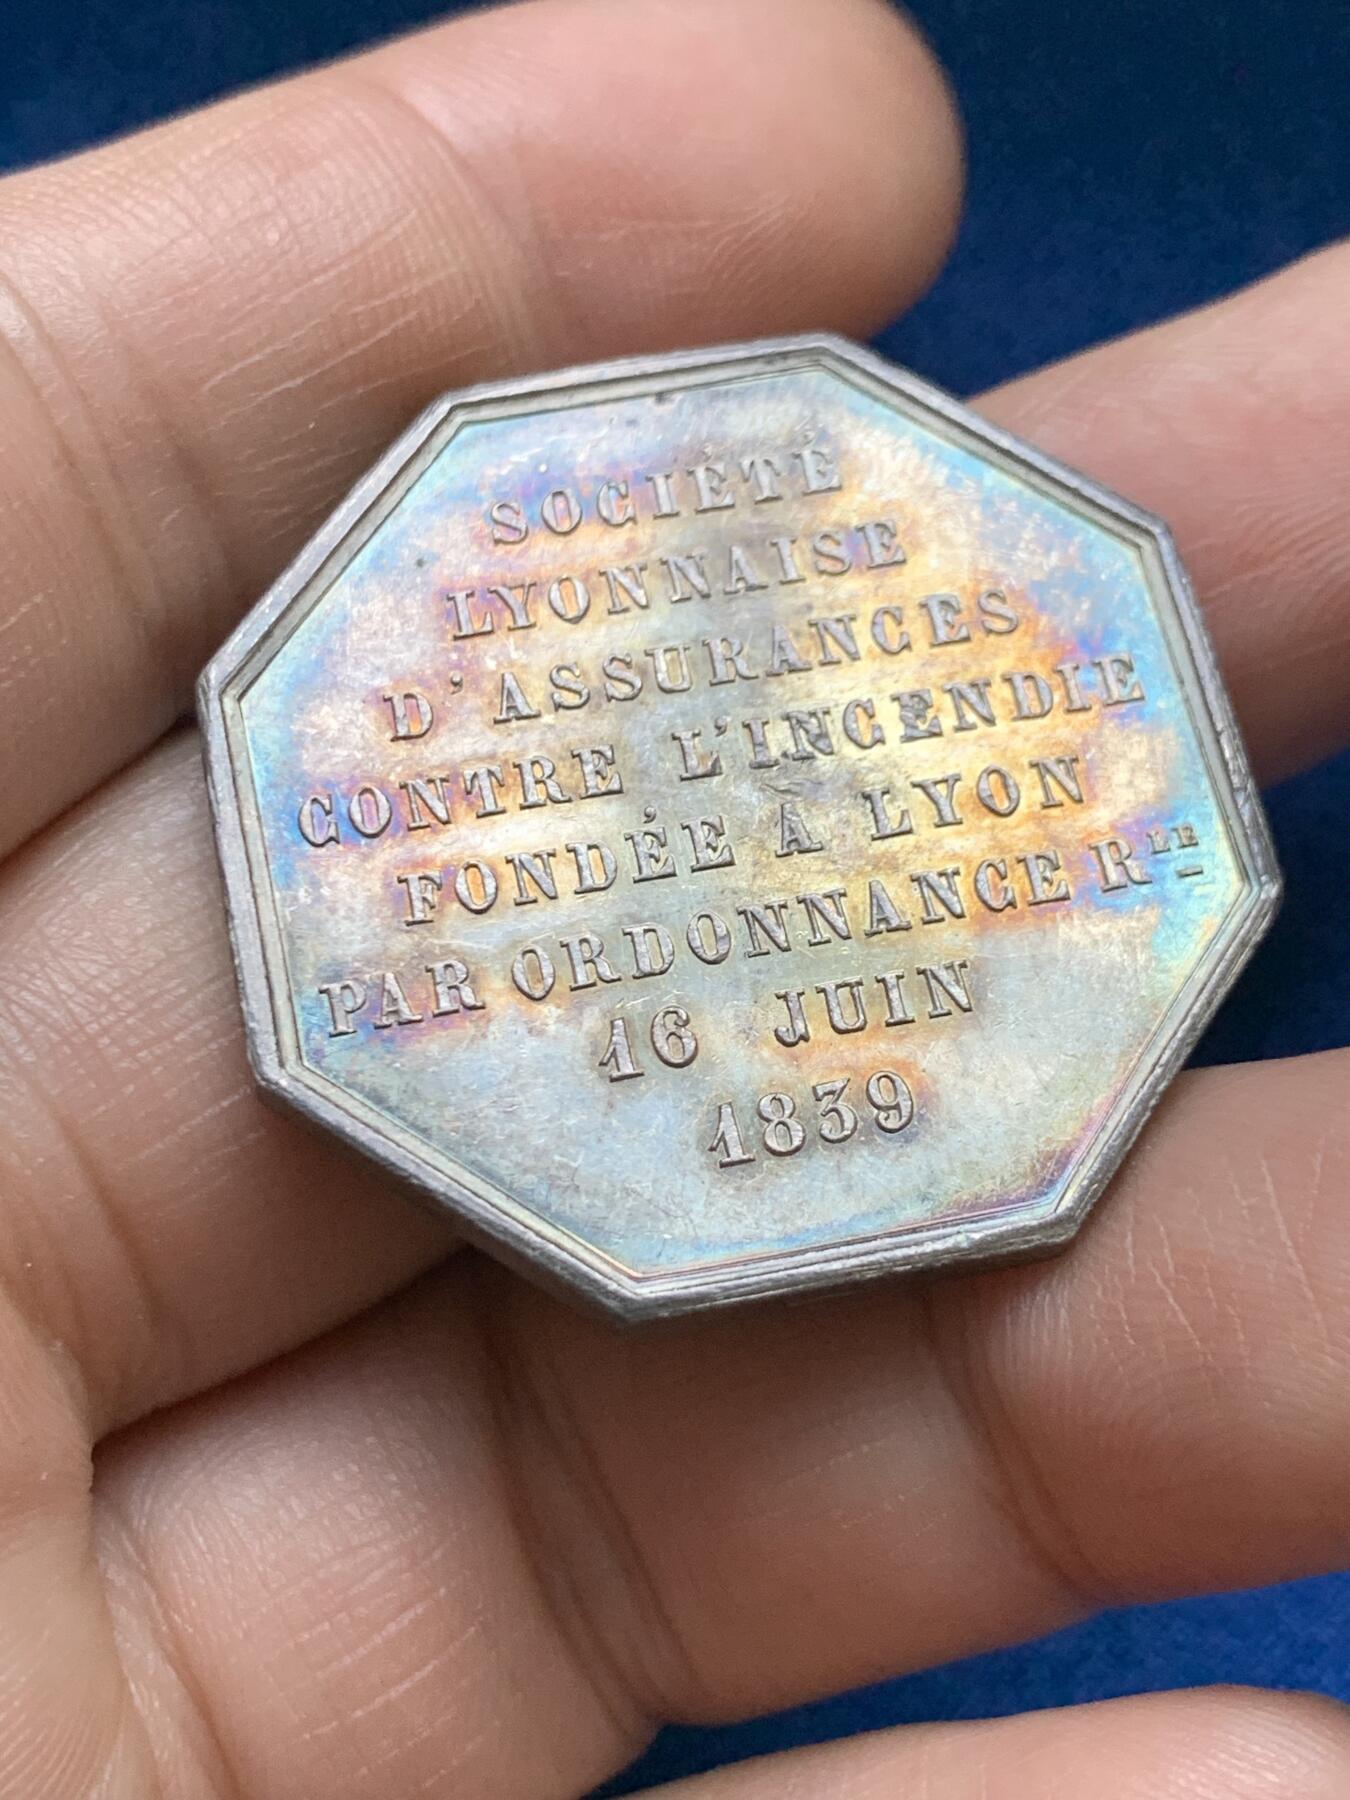 SOCIÉTÉ
LYONNAISE
D'ASSURANCES
CONTRE L'INCENDIE
FONDÉE A LYON
PAR ORDONNANCE RLE
16 JUIN
1839